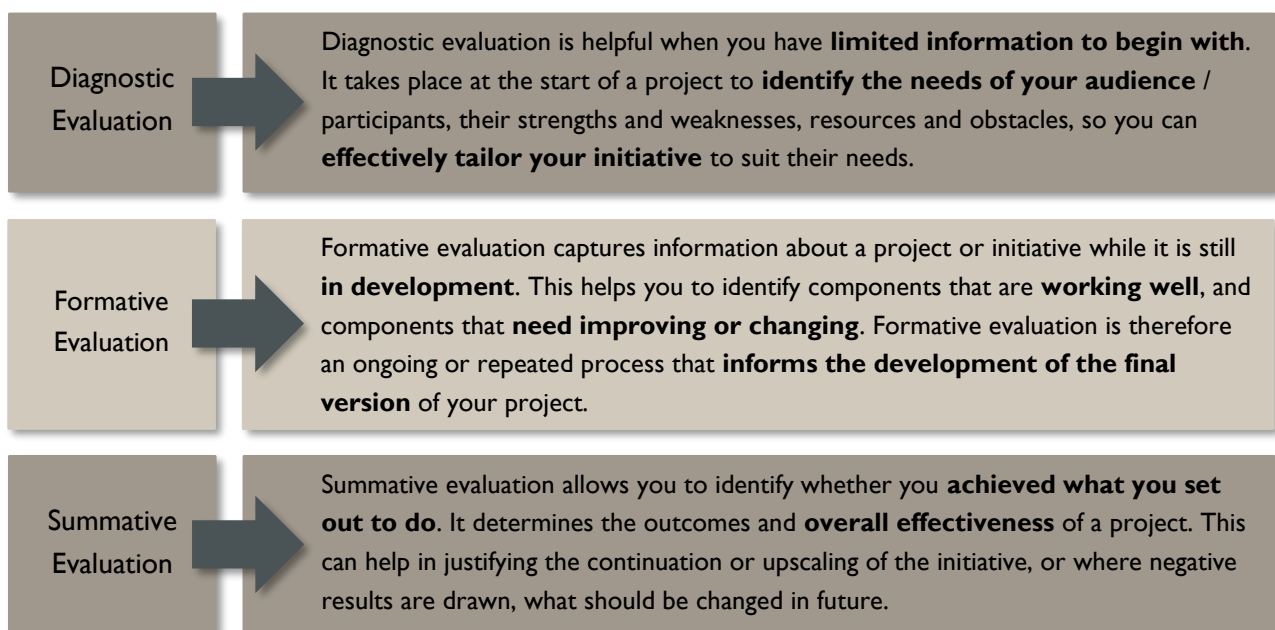 Diagnostic
Evaluation
Diagnostic evaluation is helpful when you have limited information to begin with.
It takes place at the start of a project to identify the needs of your audience /
participants, their strengths and weaknesses, resources and obstacles, so you can
effectively tailor your initiative to suit their needs.
Formative
Evaluation
Formative evaluation captures information about a project or initiative while it is still
in development. This helps you to identify components that are working well, and
components that need improving or changing. Formative evaluation is therefore
an ongoing or repeated process that informs the development of the final
version of your project.
Summative
Evaluation
Summative evaluation allows you to identify whether you achieved what you set
out to do. It determines the outcomes and overall effectiveness of a project. This
can help in justifying the continuation or upscaling of the initiative, or where negative
results are drawn, what should be changed in future.